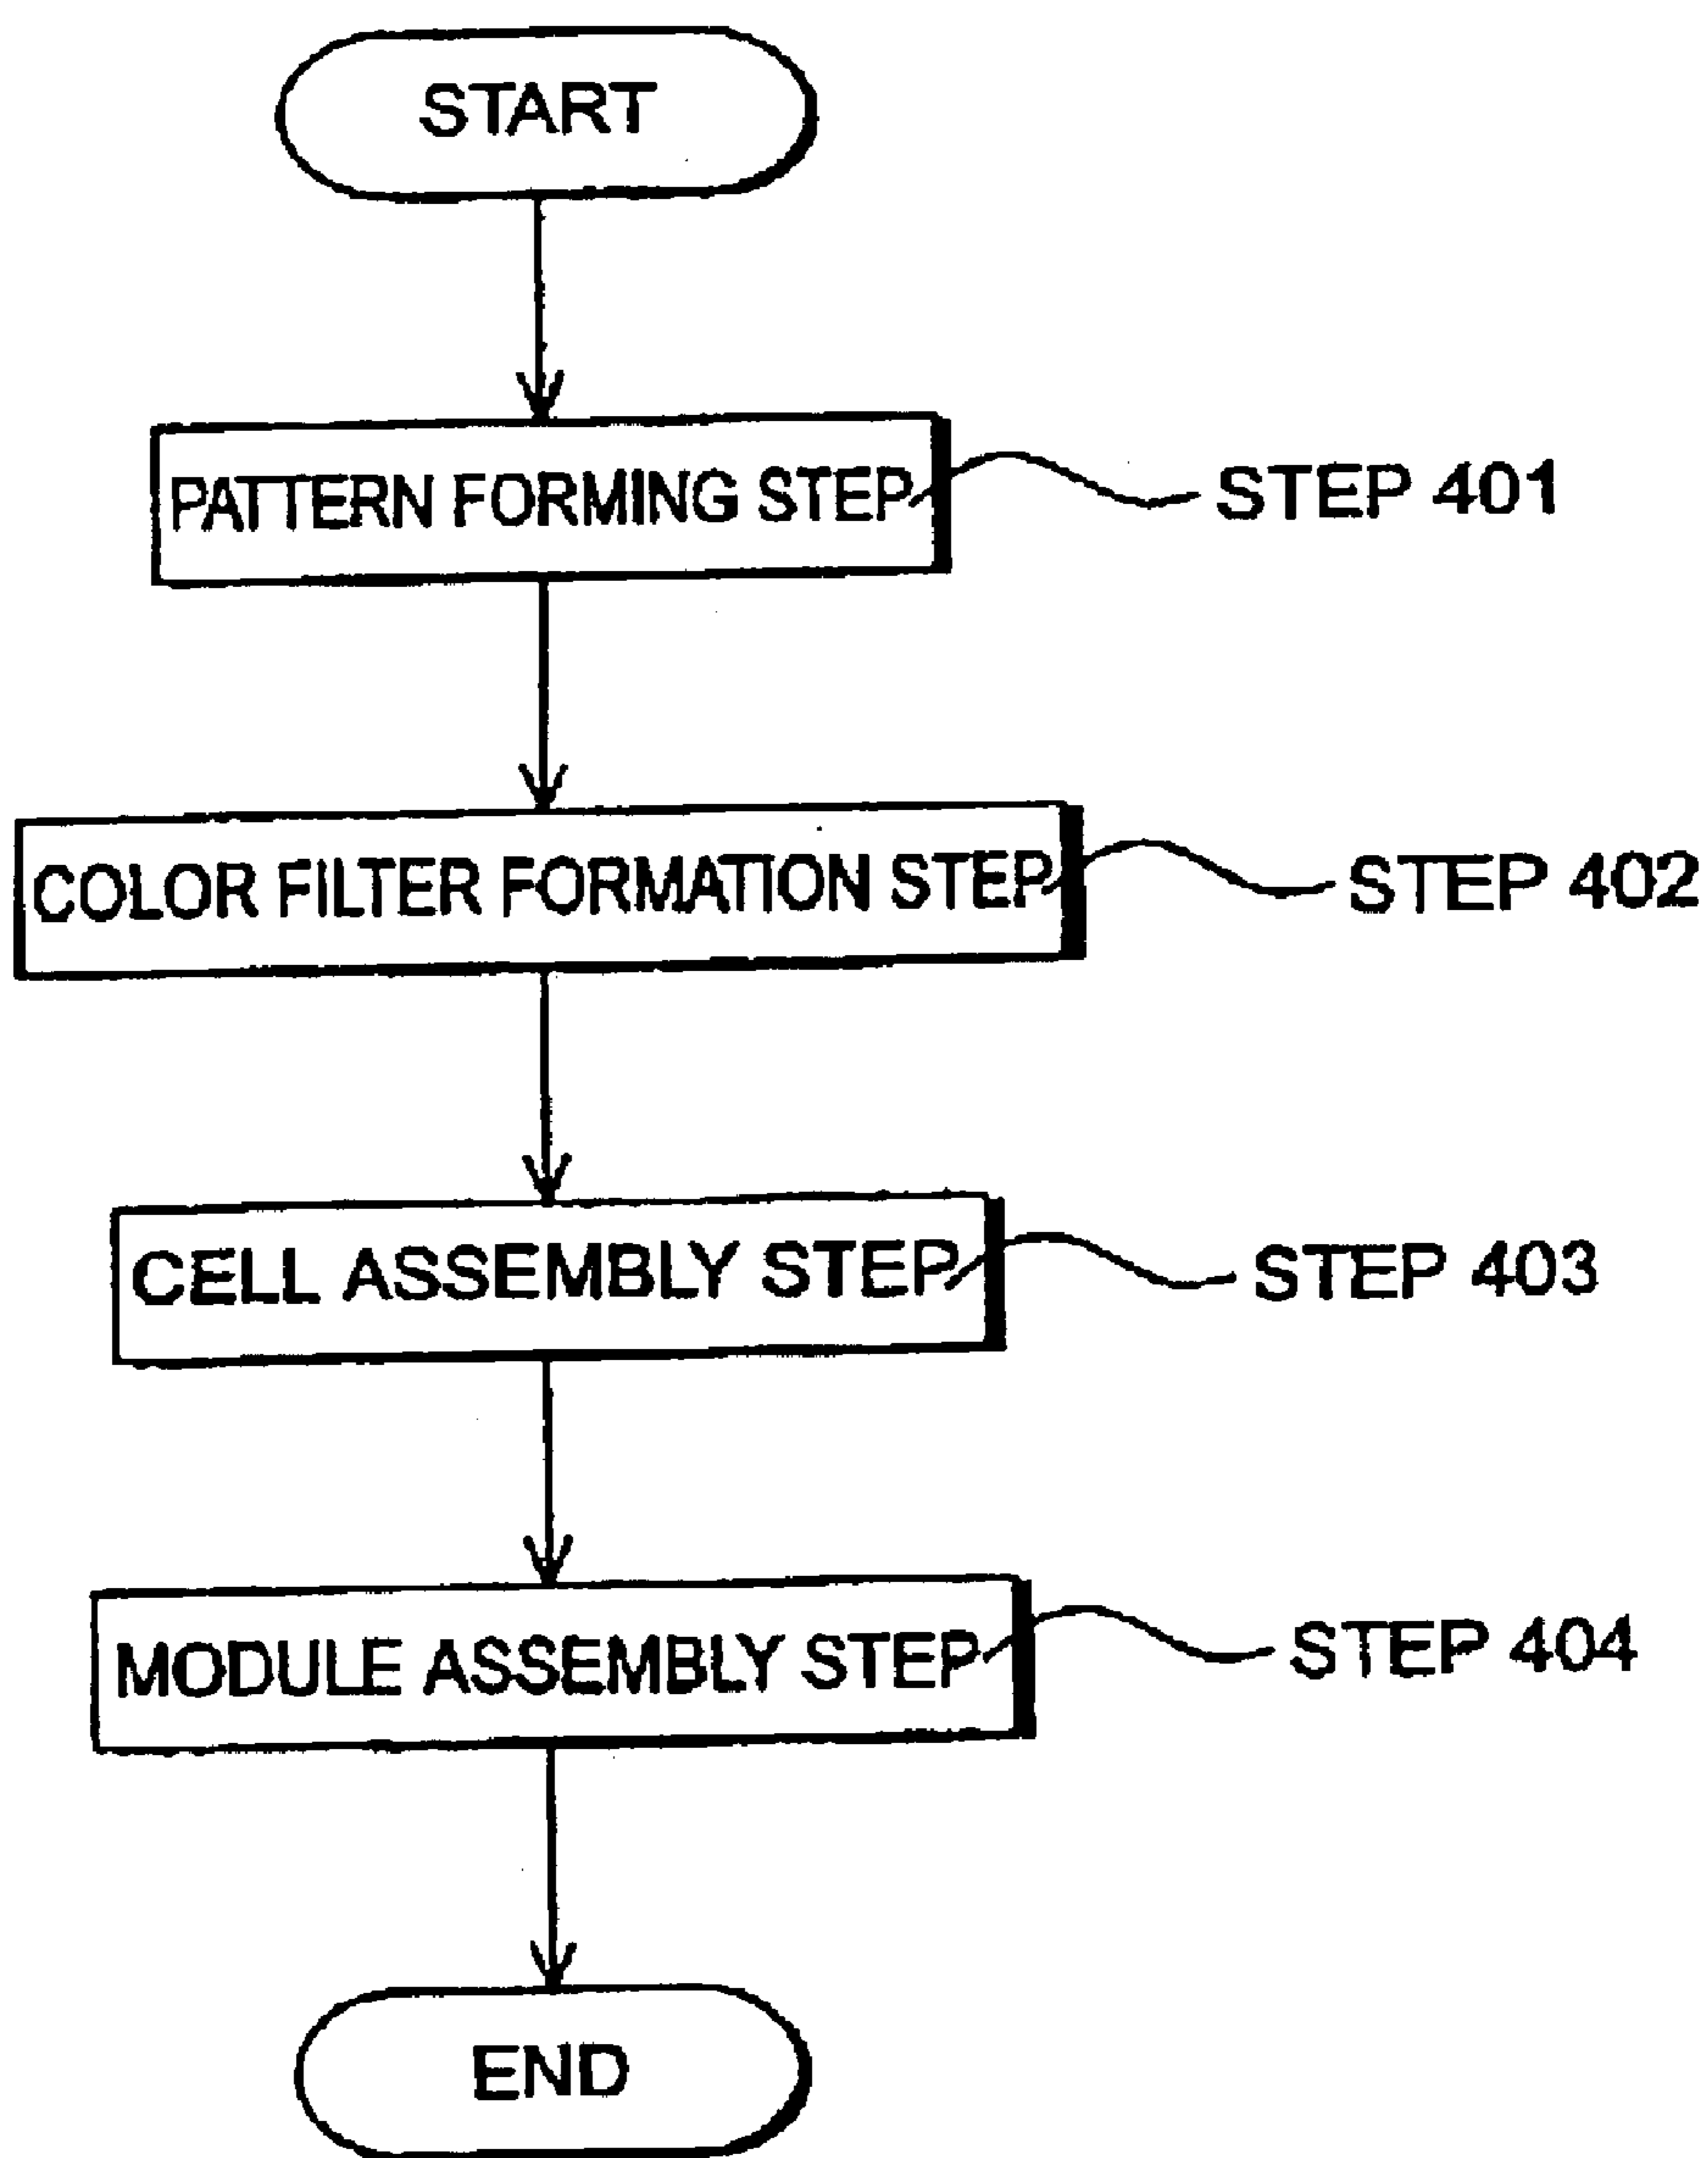 START
PATTERN FORMING STEP
STEP 401
COLOR FILTER FORMATION STEP
STEP 402
CELL ASSEMBLY STEP
STEP 403
MODULE ASSEMBLY STEP
STEP 404
END